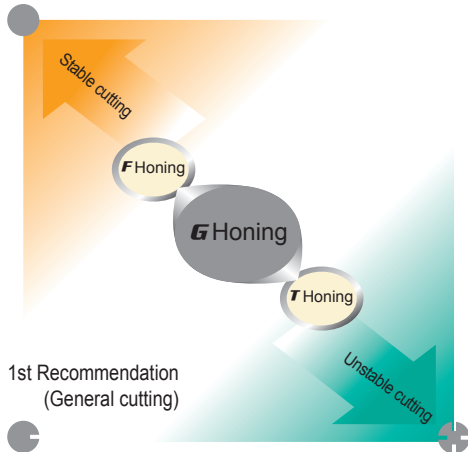 Stable cutting
F Honing
G Honing
T Honing
1st Recommendation
(General cutting)
Unstable cutting